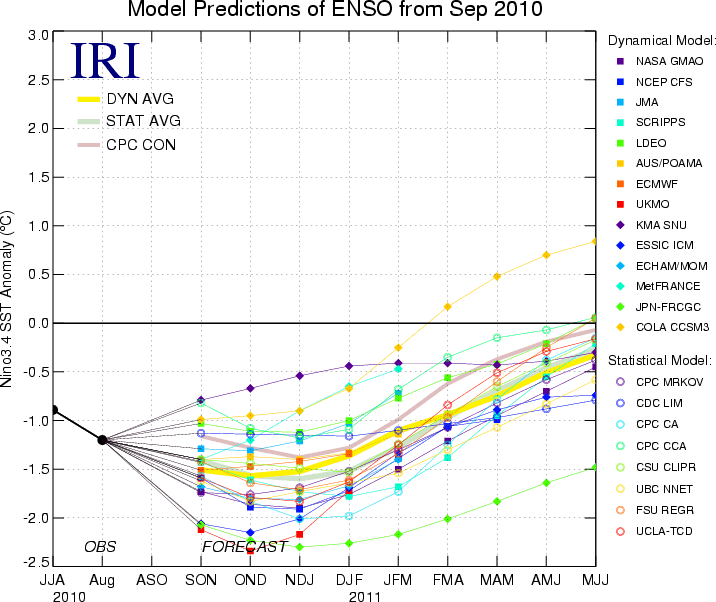 Model Predictions of ENSO from Sep 2010
Nino3.4 SST Anomaly (°C)
3.0
2.5
2.0
1.5
1.0
0.5
0.0
-0.5
-1.0
-1.5
-2.0
-2.5
IRI
DYN AVG
STAT AVG
CPC CON
OBS FORECAST
JJA Aug ASO SON OND NDJ DJF JFM FMA MAM AMJ MJJ
2010 2011
Dynamical Model:
NASA GMAO
NCEP CFS
JMA
SCRIPPS
LDEO
AUS/POAMA
ECMWF
UKMO
KMA SNU
ESSIC ICM
ECHAM/MOM
MetFRANCE
JPN-FRCGC
COLA CCSM3
Statistical Model:
CPC MRKOV
CDC LIM
CPC CA
CPC CCA
CSU CLIPR
UBC NNET
FSU REGR
UCLA-TCD